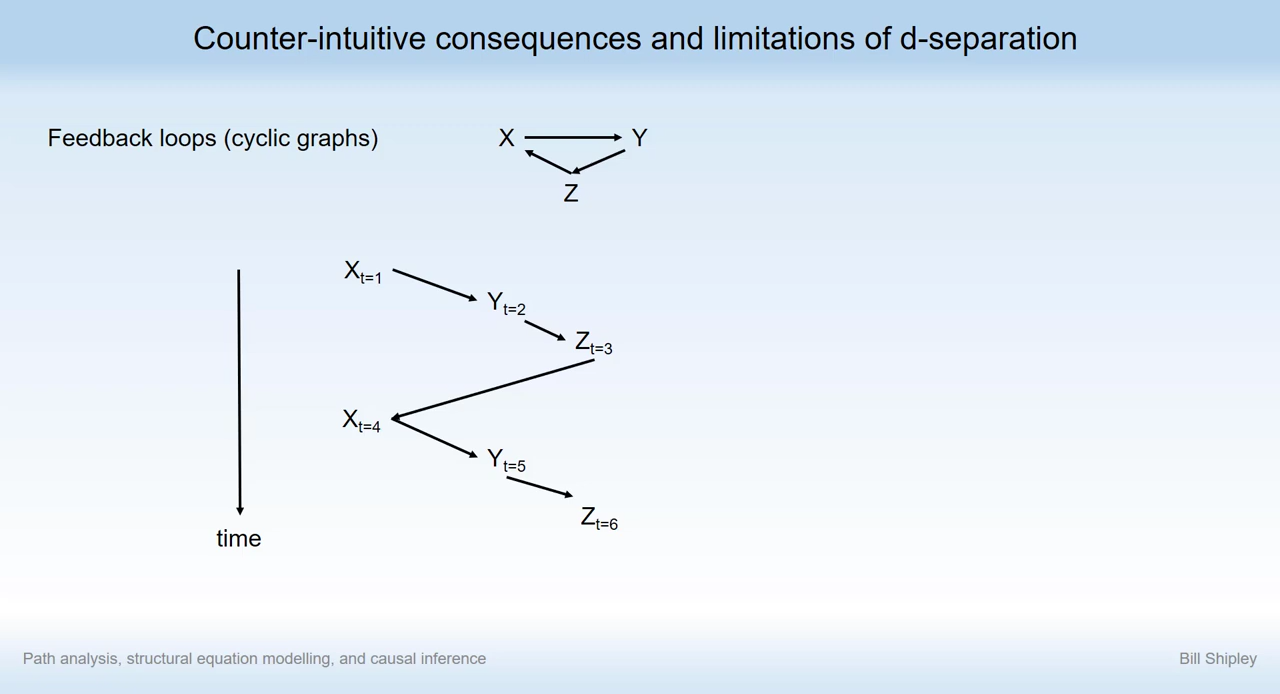 Counter-intuitive consequences and limitations of d-separation
Feedback loops (cyclic graphs)
X
Y
Z
Xt=1
Yt=2
Zt=3
Xt=4
Yt=5
Zt=6
time
Path analysis, structural equation modelling, and causal inference
Bill Shipley